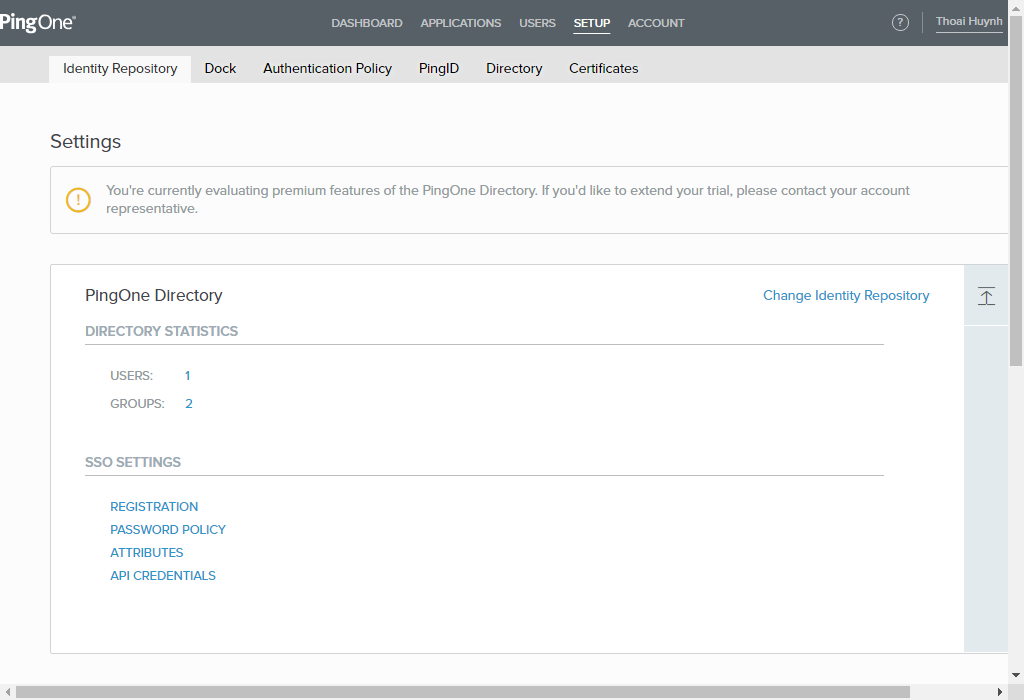 PingOne®
DASHBOARD APPLICATIONS USERS SETUP ACCOUNT
? Thoai Huynh
Identity Repository Dock Authentication Policy PingID Directory Certificates
Settings
! You're currently evaluating premium features of the PingOne Directory. If you'd like to extend your trial, please contact your account
representative.
PingOne Directory Change Identity Repository
DIRECTORY STATISTICS
USERS: 1
GROUPS: 2
SSO SETTINGS
REGISTRATION
PASSWORD POLICY
ATTRIBUTES
API CREDENTIALS